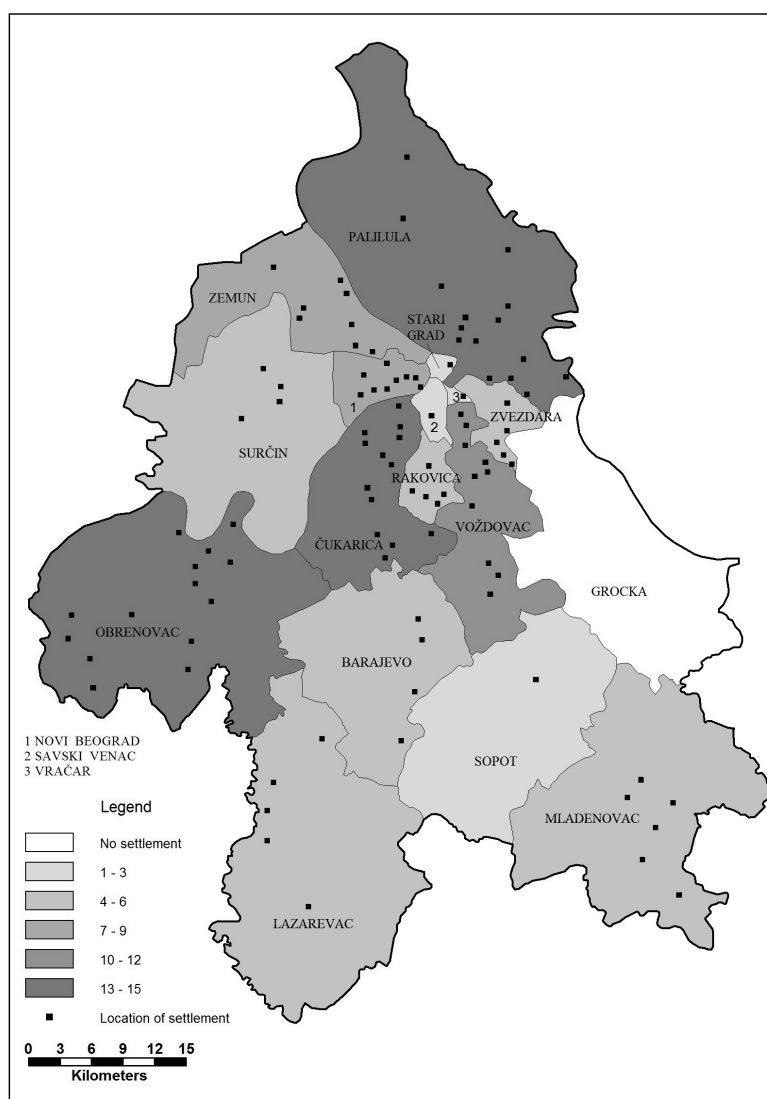 PALILULA
ZEMUN
STARI
GRAD
1
3
2
ZVEZDARA
SURČIN
RAKOVICA
VOŽDOVAC
ČUKARICA
GROCKA
OBRENOVAC
BARAJEVO
1 NOVI BEOGRAD
2 SAVSKI VENAC
3 VRAČAR
SOPOT
MLADENOVAC
LAZAREVAC
Legend
No settlement
1 - 3
4 - 6
7 - 9
10 - 12
13 - 15
Location of settlement
0 3 6 9 12 15
Kilometers